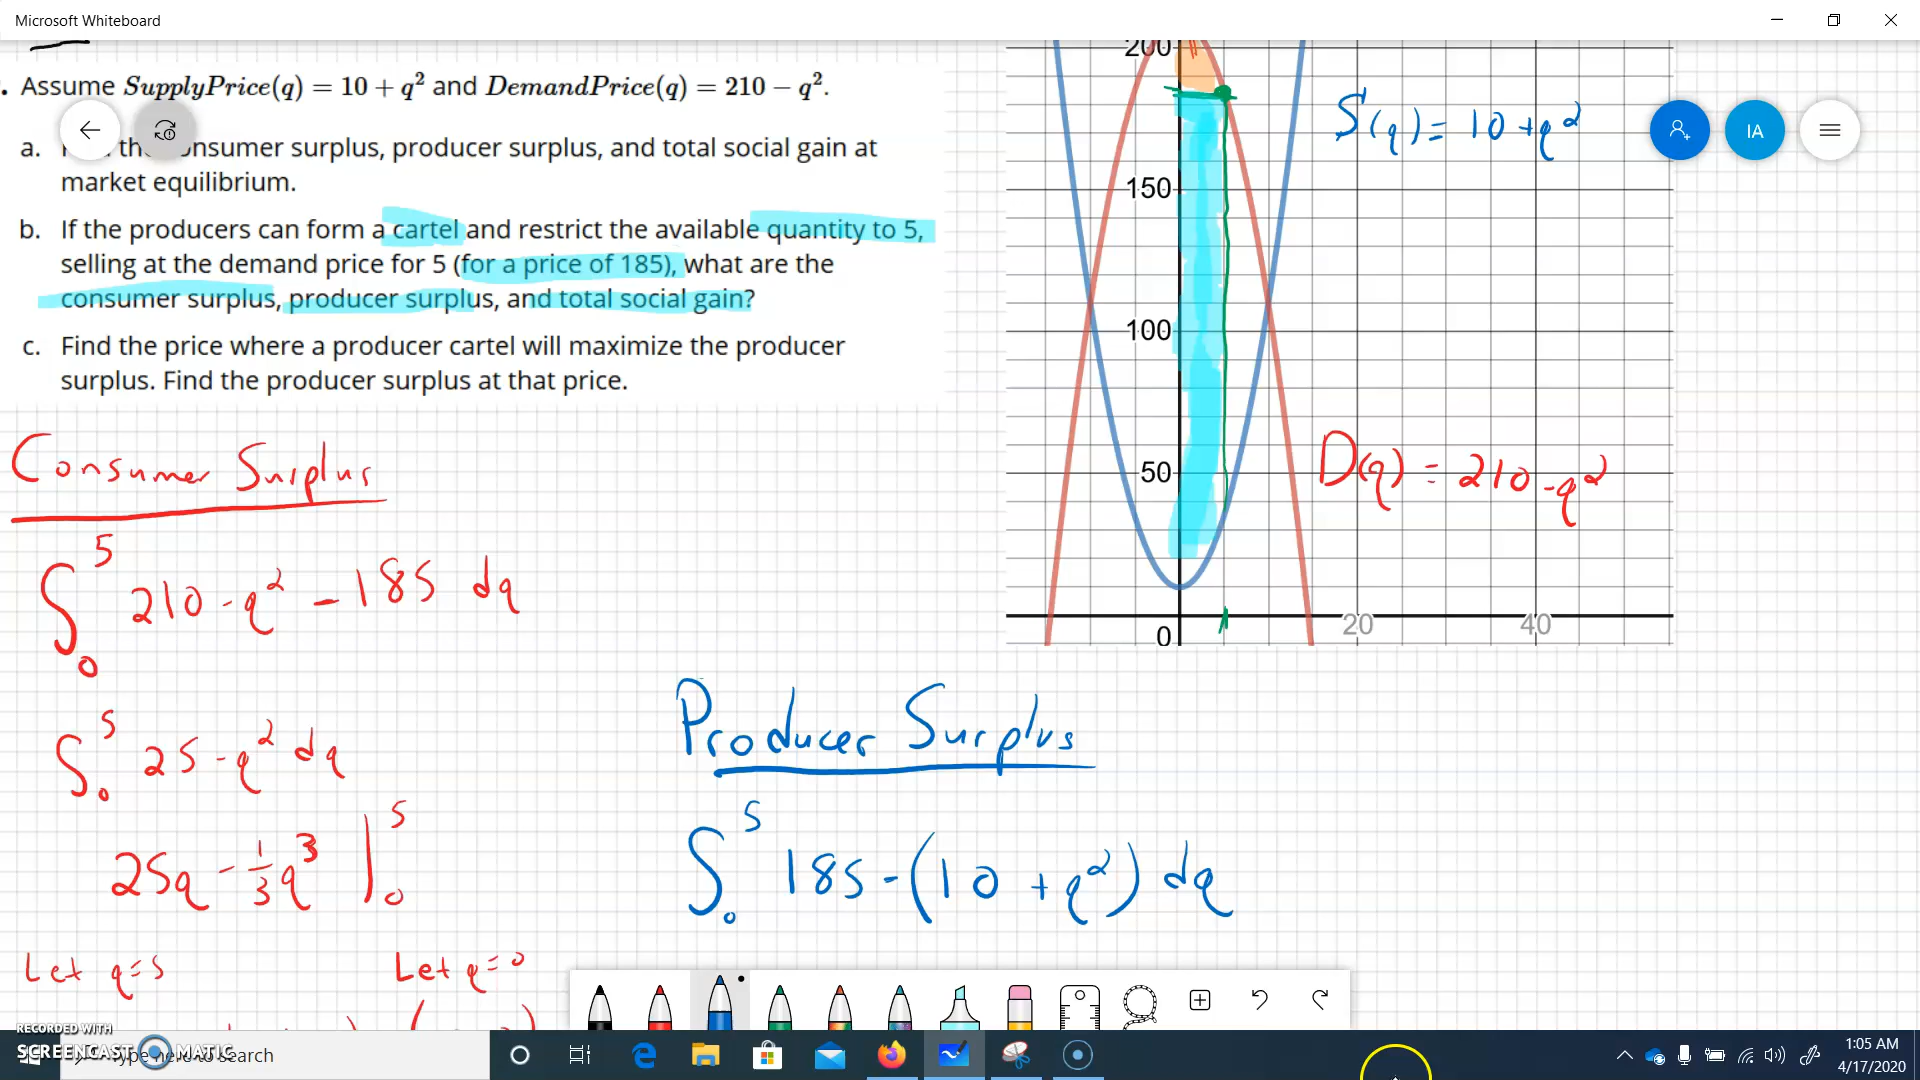 Microsoft Whiteboard
. Assume SupplyPrice(q) = 10 + q² and DemandPrice(q) = 210 − q².
a. the consumer surplus, producer surplus, and total social gain at
market equilibrium.
b. If the producers can form a cartel and restrict the available quantity to 5,
selling at the demand price for 5 (for a price of 185), what are the
consumer surplus, producer surplus, and total social gain?
c. Find the price where a producer cartel will maximize the producer
surplus. Find the producer surplus at that price.
200
150
100
50
0
20
40
S(q) = 10 + q²
IA
D(q) = 210 - q²
Consumer Surplus
∫₀⁵ 210 - q² - 185 dq
∫₀⁵ 25 - q² dq
25q - 1/3 q³ |₀⁵
Let q=5
Let q=0
Producer Surplus
∫₀⁵ 185 - (10 + q²) dq
RECORDED WITH
SCREENCAST MATIC
Type here to search
1:05 AM
4/17/2020